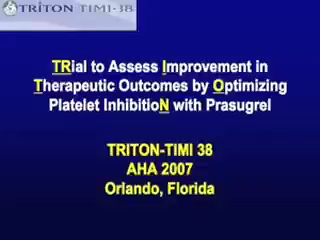 TRITON TIMI-38
TRial to Assess Improvement in
Therapeutic Outcomes by Optimizing
Platelet InhibitioN with Prasugrel
TRITON-TIMI 38
AHA 2007
Orlando, Florida